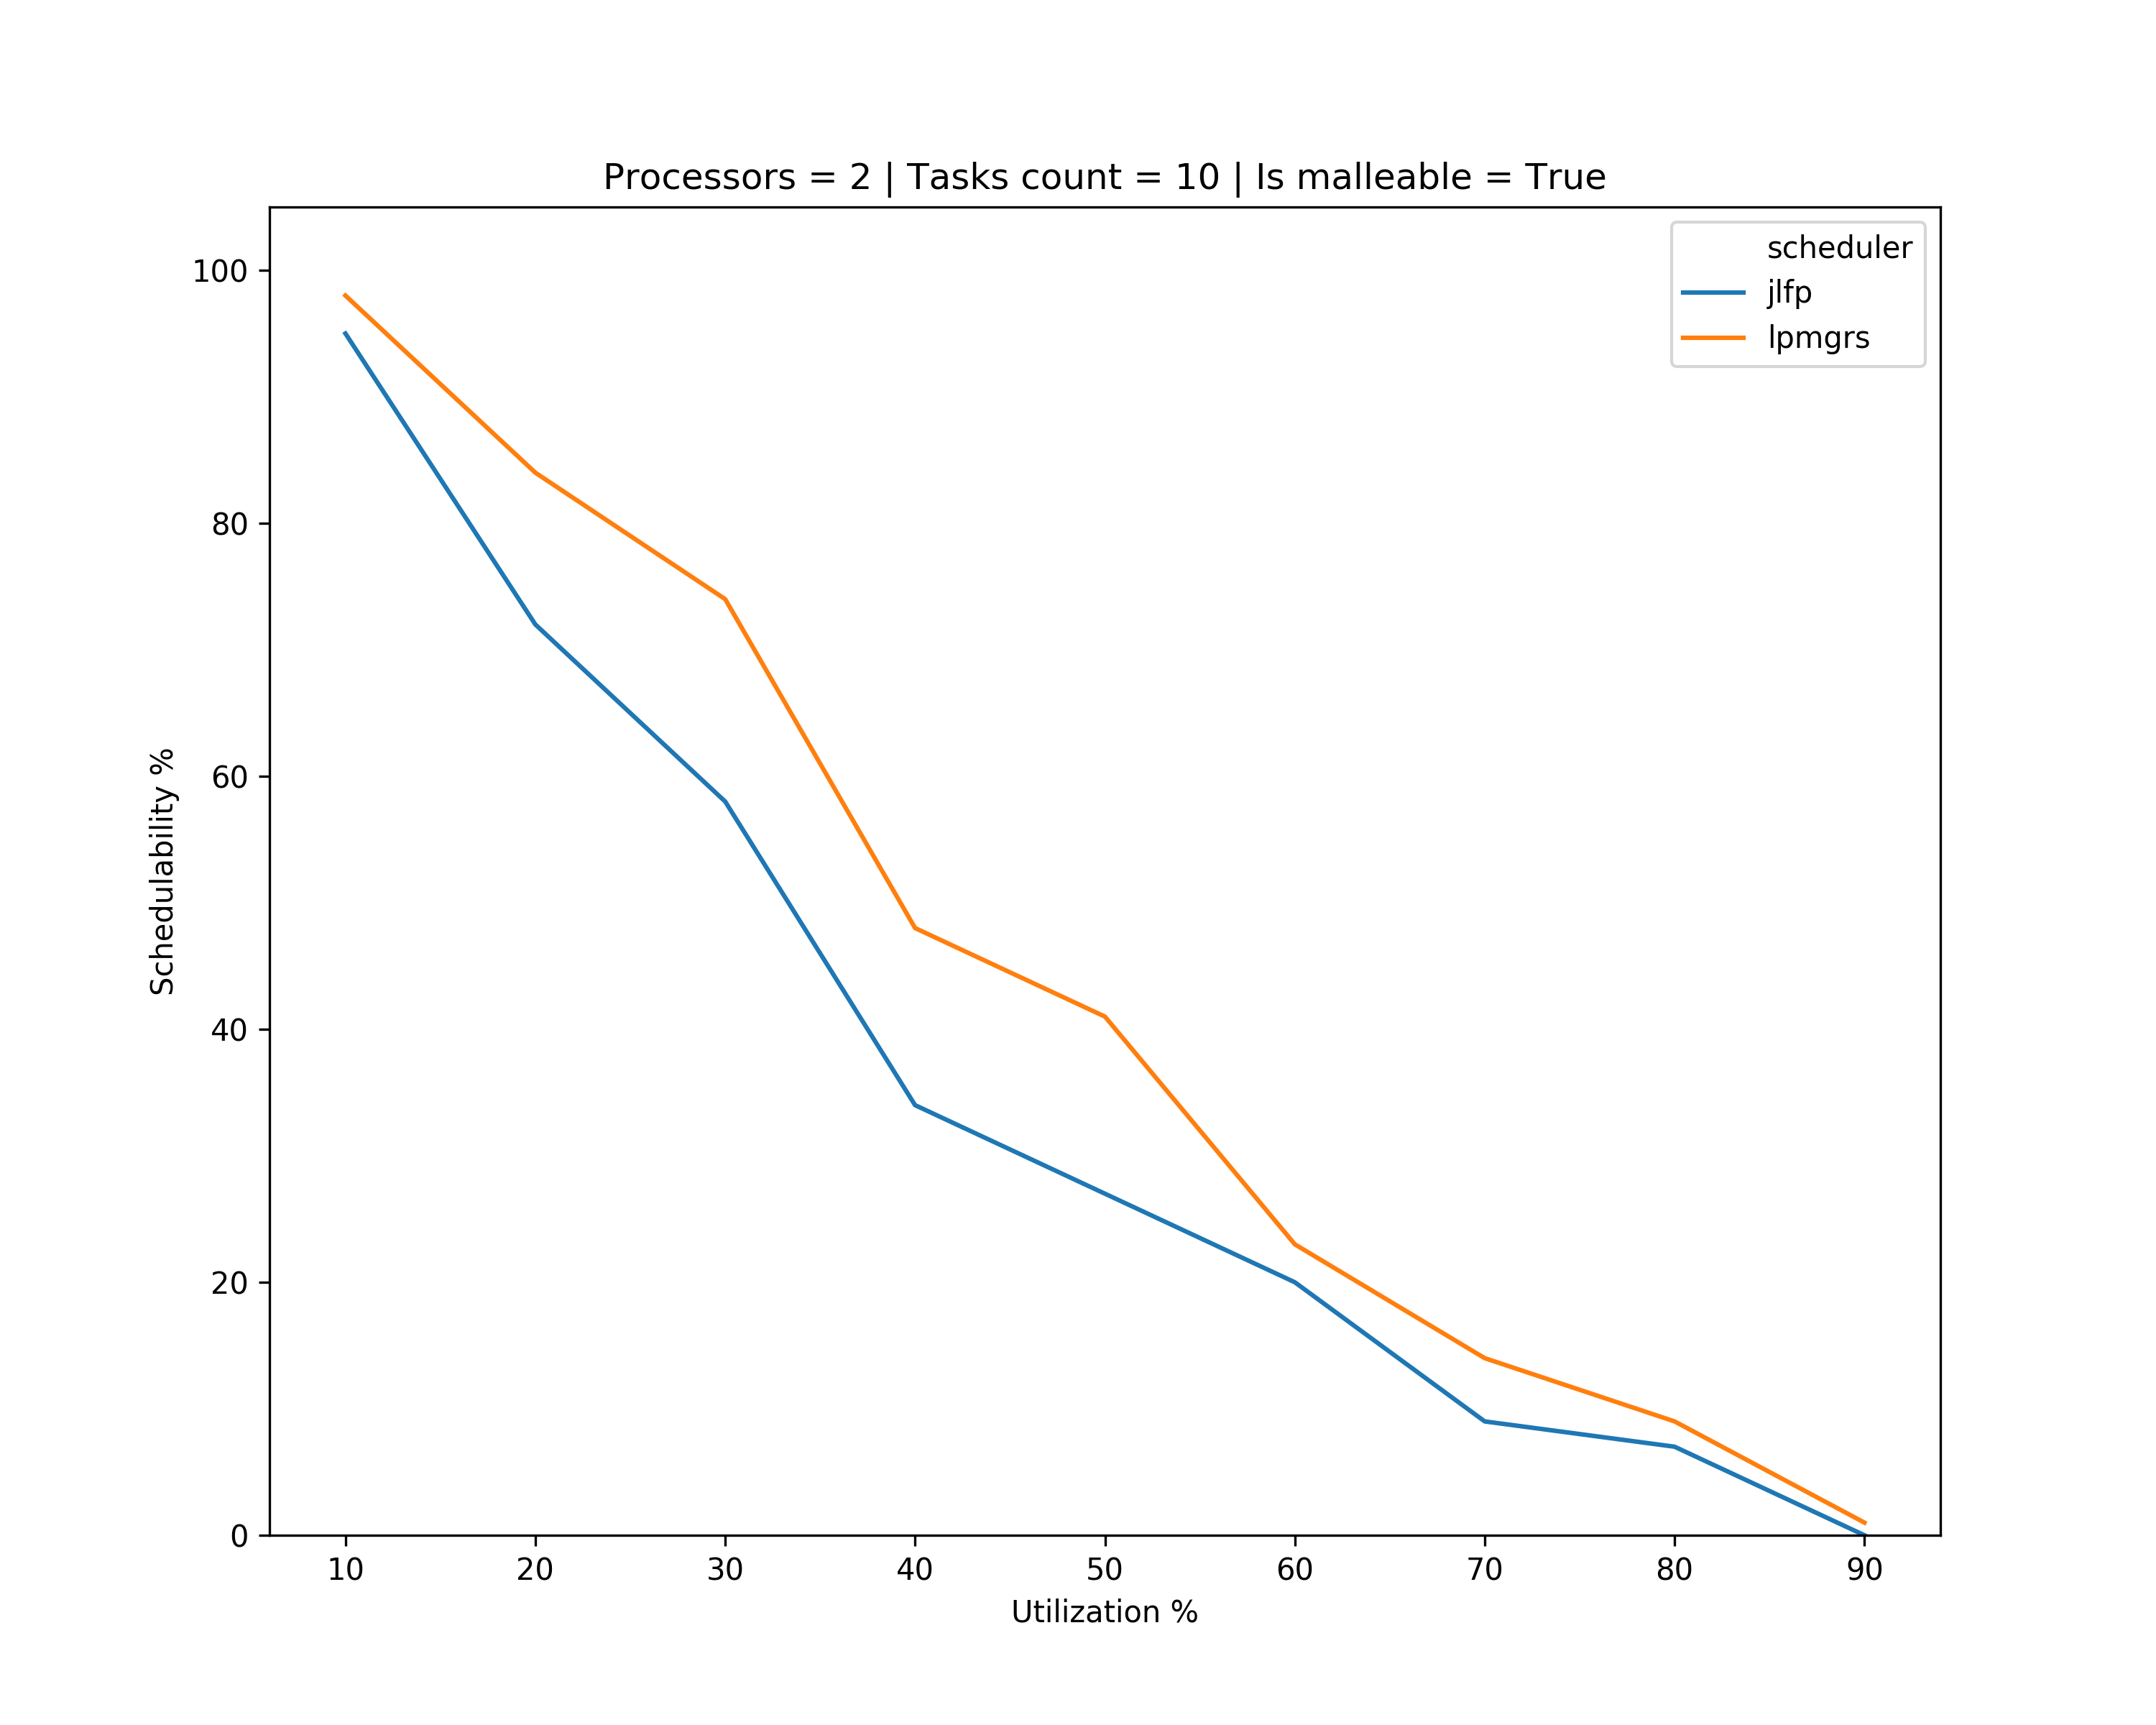 Processors = 2 | Tasks count = 10 | Is malleable = True
scheduler
jlfp
lpmgrs
Schedulability %
100
80
60
40
20
0
10 20 30 40 50 60 70 80 90
Utilization %